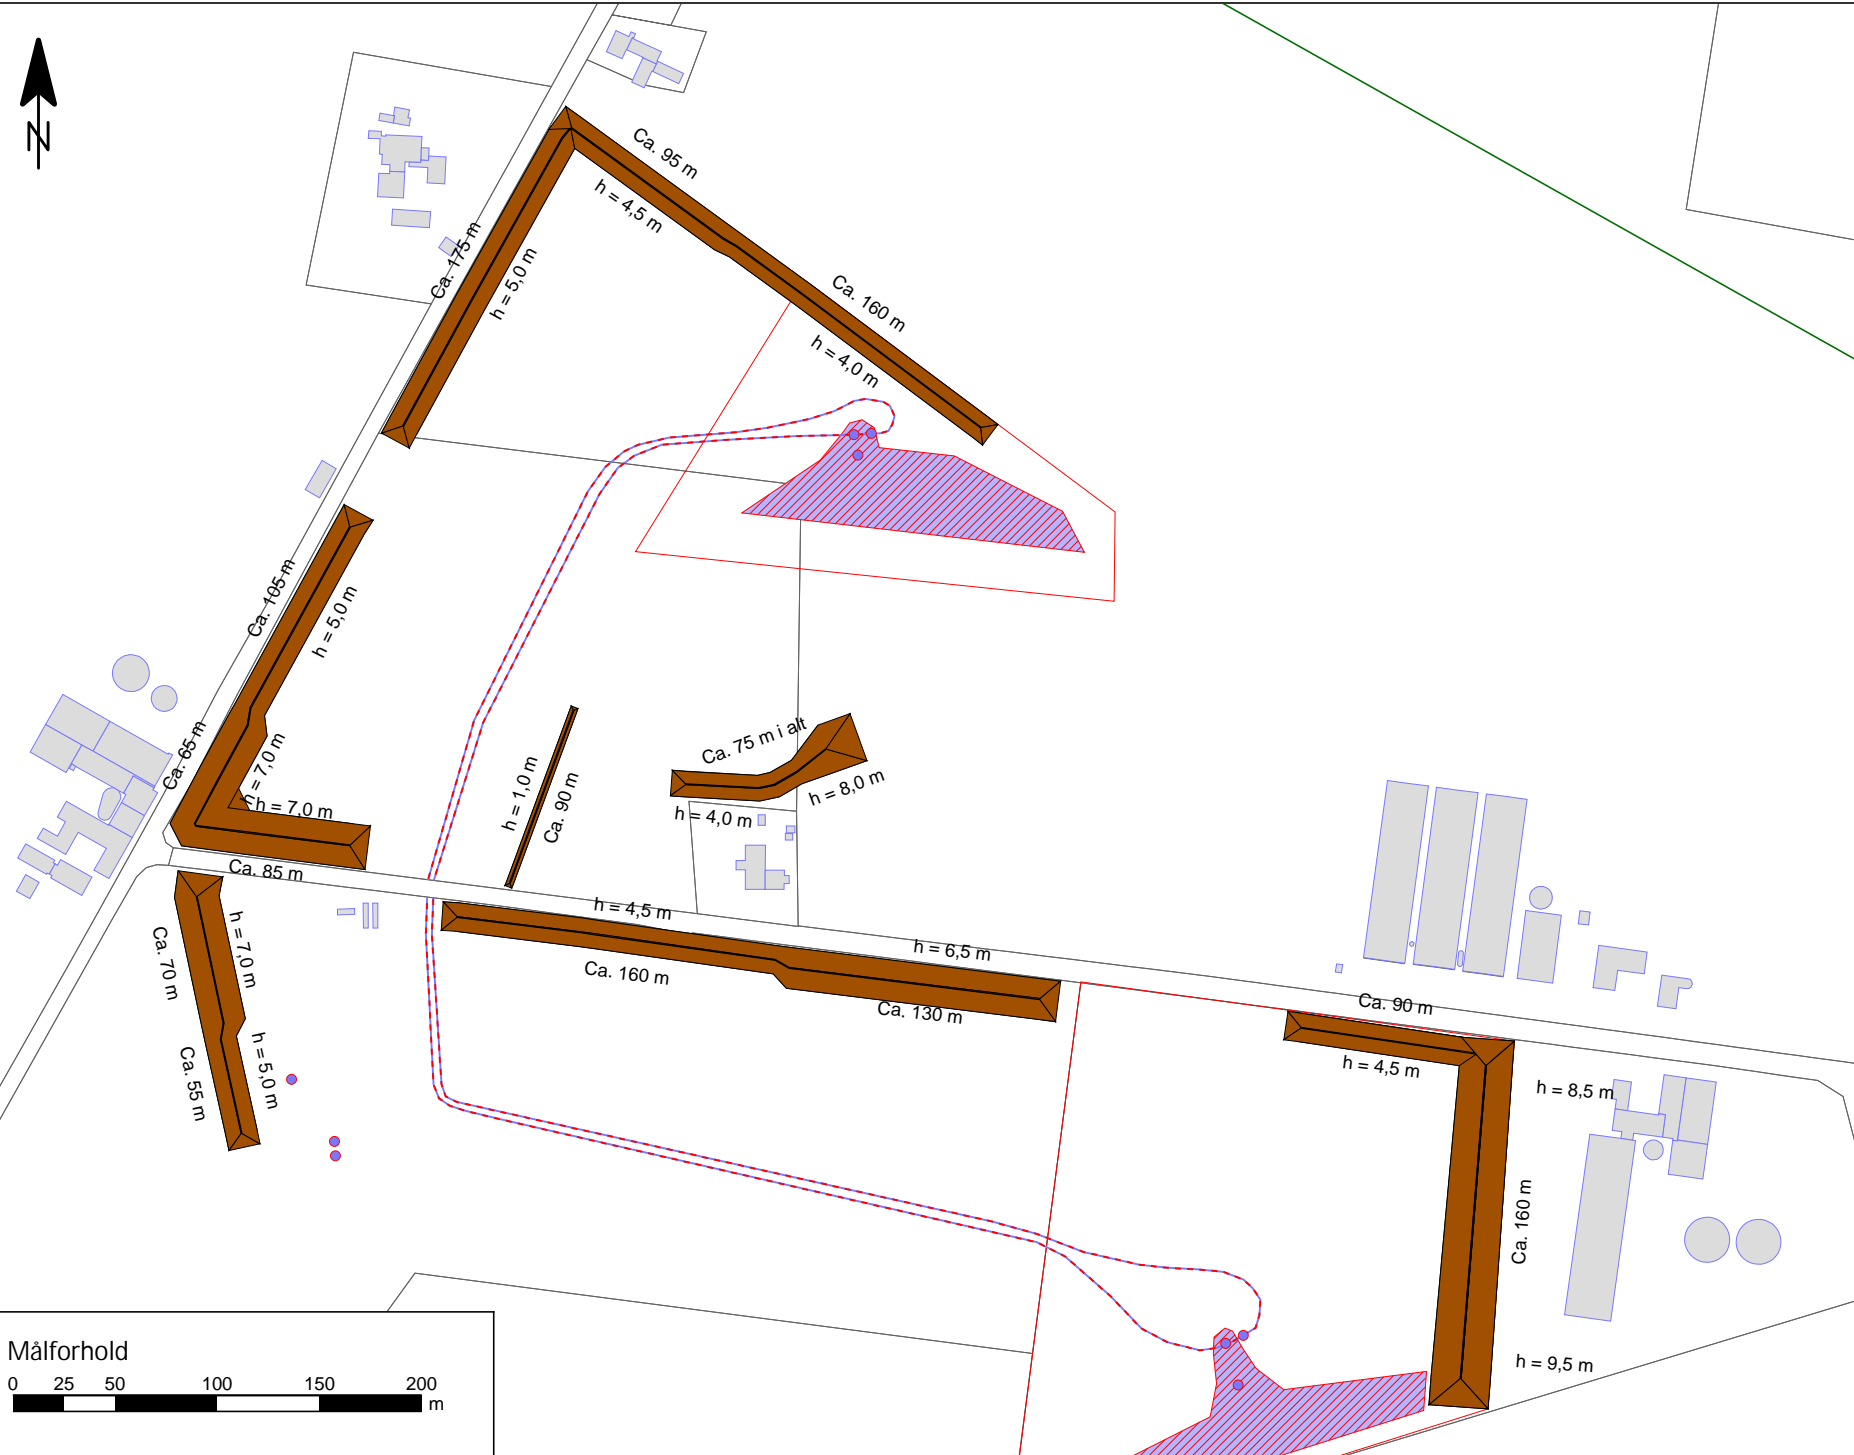 N
Ca. 95 m
h = 4,5 m
Ca. 175 m
h = 5,0 m
Ca. 160 m
h = 4,0 m
Ca. 105 m
h = 5,0 m
Ca. 65 m
h = 7,0 m
h = 7,0 m
Ca. 85 m
h = 1,0 m
Ca. 90 m
Ca. 75 m i alt
h = 8,0 m
h = 4,0 m
h = 4,5 m
h = 6,5 m
Ca. 160 m
Ca. 130 m
Ca. 70 m
h = 7,0 m
Ca. 55 m
h = 5,0 m
Ca. 90 m
h = 4,5 m
h = 8,5 m
Ca. 160 m
h = 9,5 m
Målforhold
0 25 50 100 150 200
m